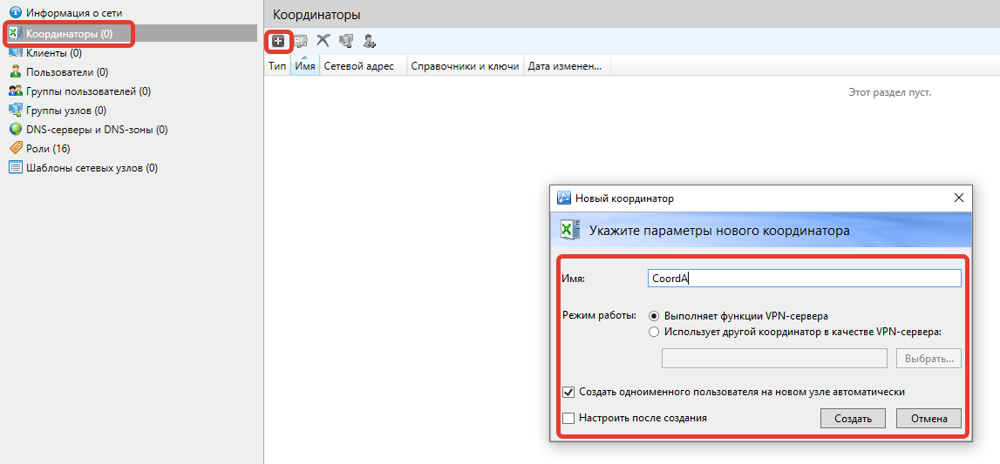 Информация о сети
Координаторы (0)
Клиенты (0)
Пользователи (0)
Группы пользователей (0)
Группы узлов (0)
DNS-серверы и DNS-зоны (0)
Роли (16)
Шаблоны сетевых узлов (0)
Координаторы
Тип Имя Сетевой адрес Справочники и ключи Дата изменен...
Этот раздел пуст.
Новый координатор
Укажите параметры нового координатора
Имя: CoordA
Режим работы: Выполняет функции VPN-сервера
Использует другой координатор в качестве VPN-сервера:
Выбрать...
Создать одноименного пользователя на новом узле автоматически
Настроить после создания Создать Отмена